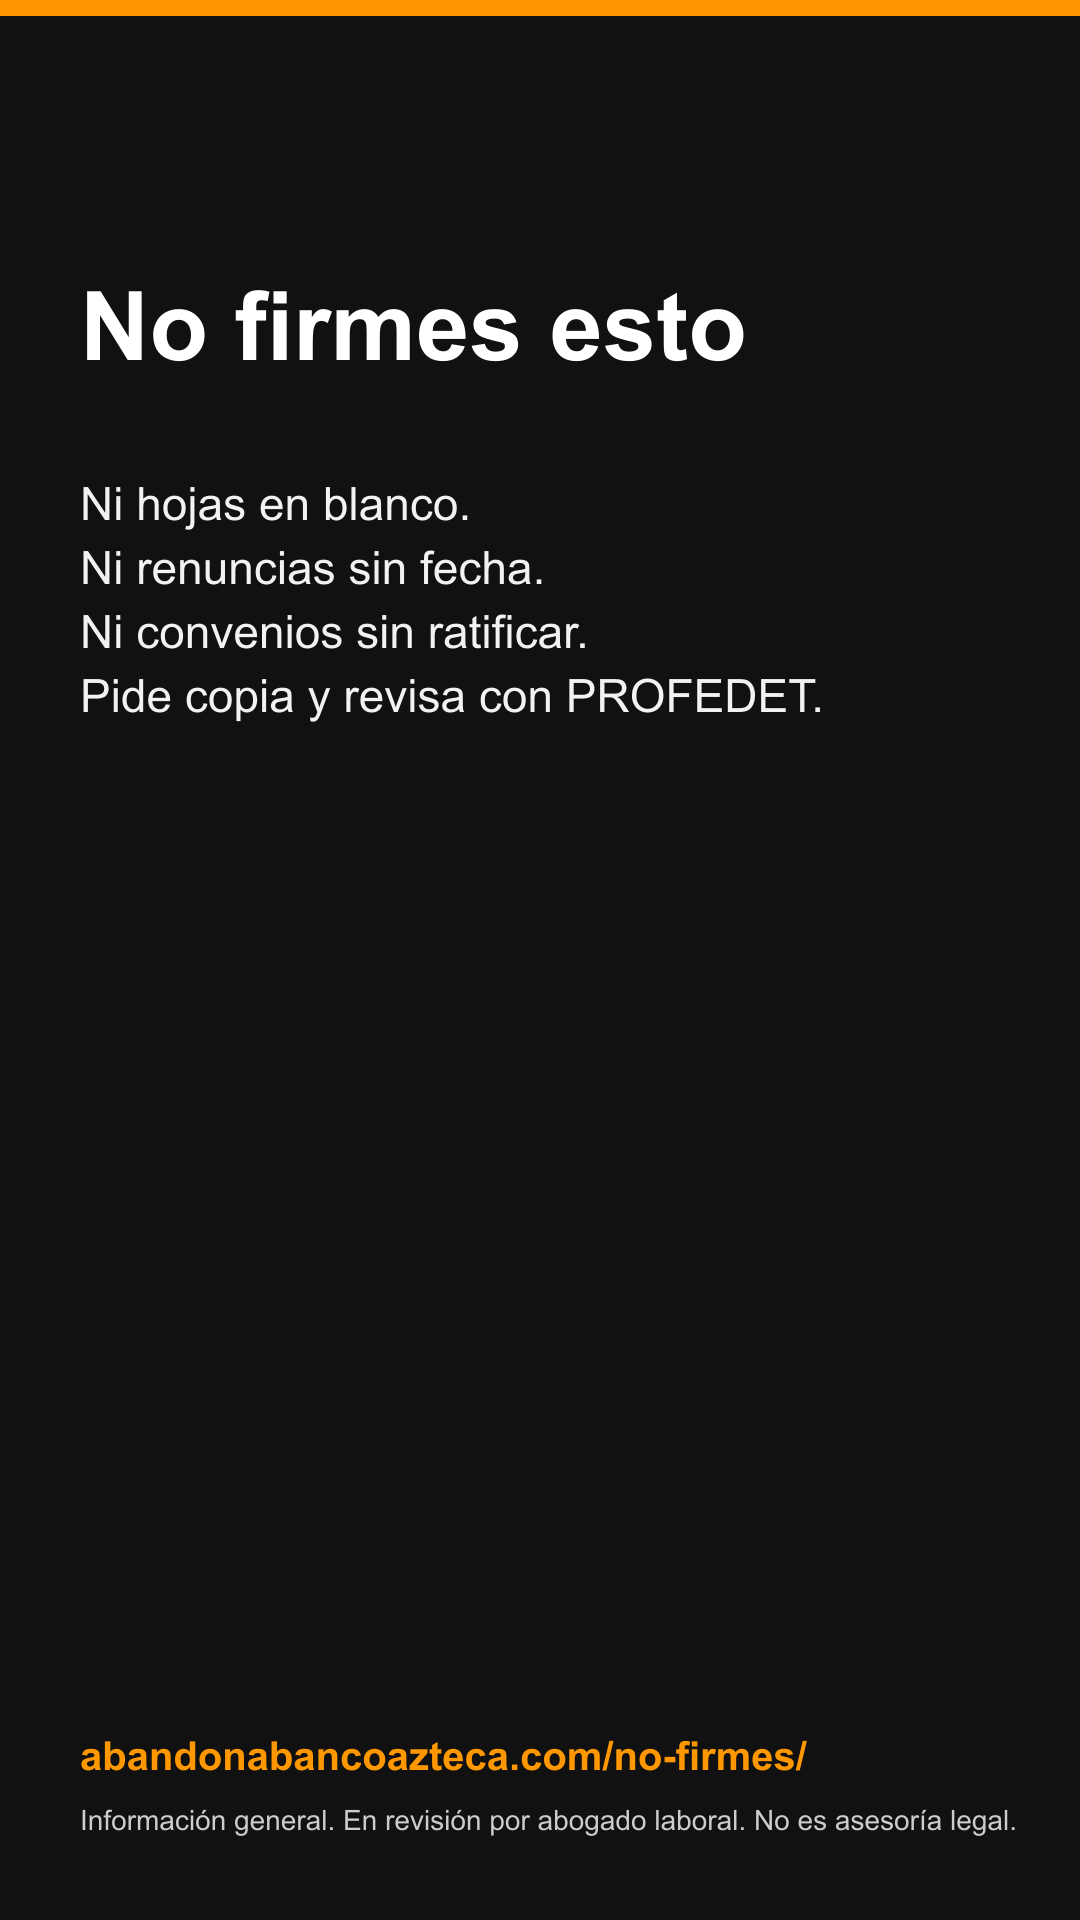 No firmes esto
Ni hojas en blanco.
Ni renuncias sin fecha.
Ni convenios sin ratificar.
Pide copia y revisa con PROFEDET.
abandonabancoazteca.com/no-firmes/
Información general. En revisión por abogado laboral. No es asesoría legal.